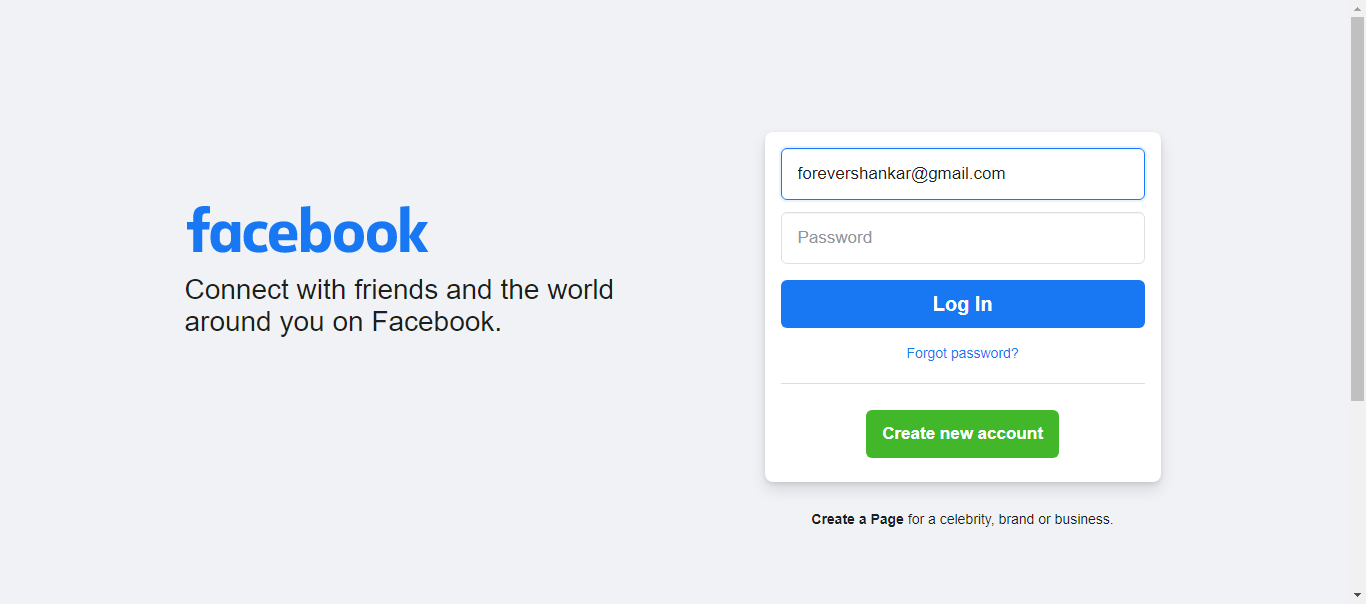 facebook
Connect with friends and the world
around you on Facebook.
forevershankar@gmail.com
Password
Log In
Forgot password?
Create new account
Create a Page for a celebrity, brand or business.